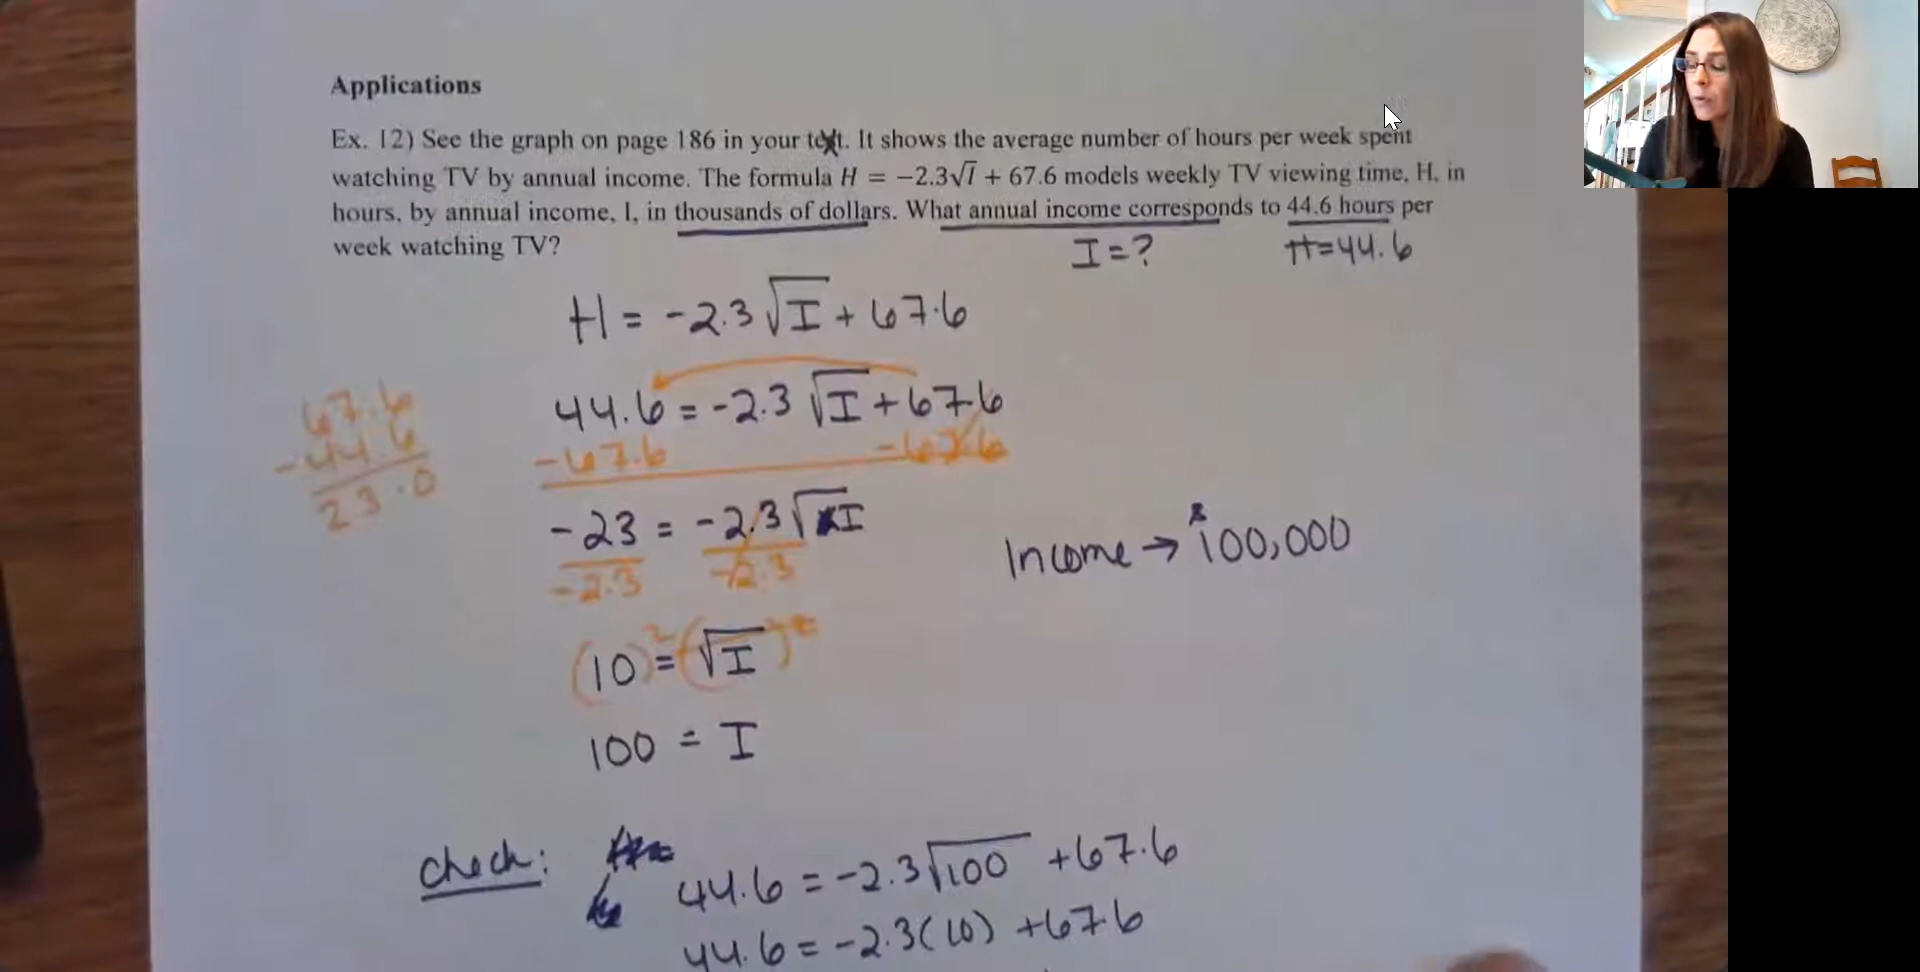 Applications
Ex. 12) See the graph on page 186 in your text. It shows the average number of hours per week spent
watching TV by annual income. The formula H = −2.3√I + 67.6 models weekly TV viewing time, H, in
hours, by annual income, I, in thousands of dollars. What annual income corresponds to 44.6 hours per
week watching TV?
I = ? H=44.6
H = -2.3√I + 67.6
44.6 = -2.3√I + 67.6
-67.6 -67.6
67.6
-44.6
23.0
-23 = -2.3√I
-2.3 -2.3
Income → $100,000
(10)² = (√I)²
100 = I
check:
44.6 = -2.3√100 + 67.6
44.6 = -2.3(10) + 67.6